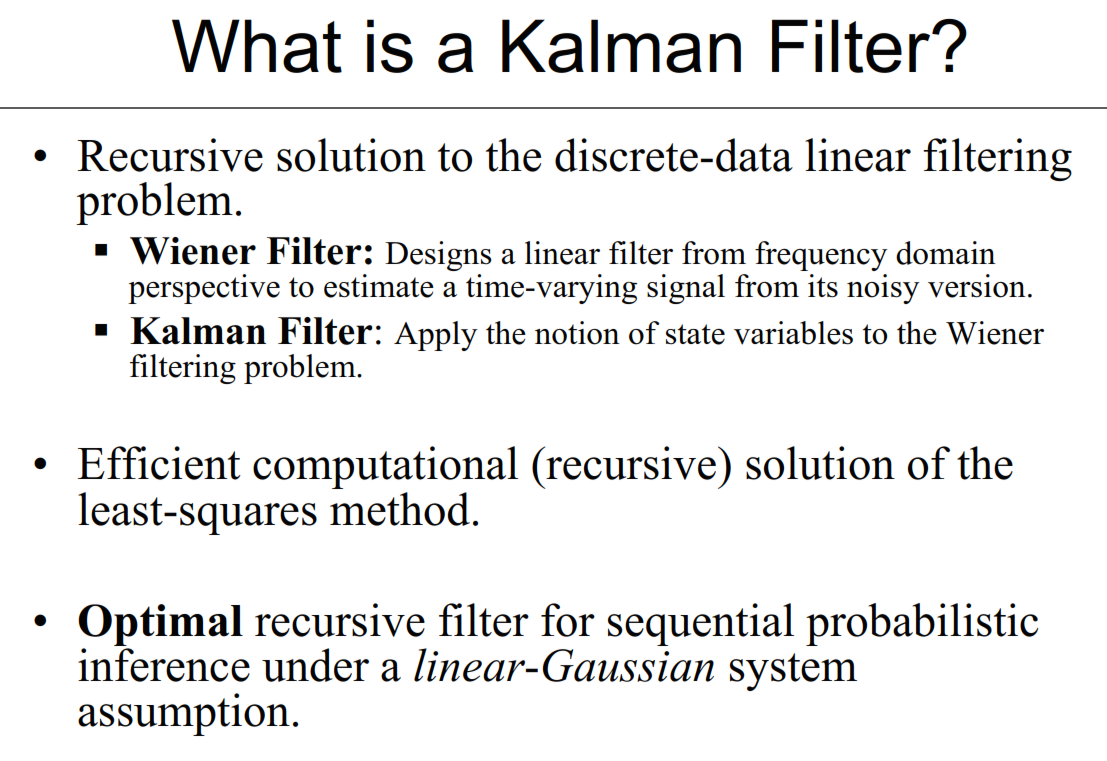 What is a Kalman Filter?
• Recursive solution to the discrete-data linear filtering
problem.
▪ Wiener Filter: Designs a linear filter from frequency domain
perspective to estimate a time-varying signal from its noisy version.
▪ Kalman Filter: Apply the notion of state variables to the Wiener
filtering problem.
• Efficient computational (recursive) solution of the
least-squares method.
• Optimal recursive filter for sequential probabilistic
inference under a linear-Gaussian system
assumption.